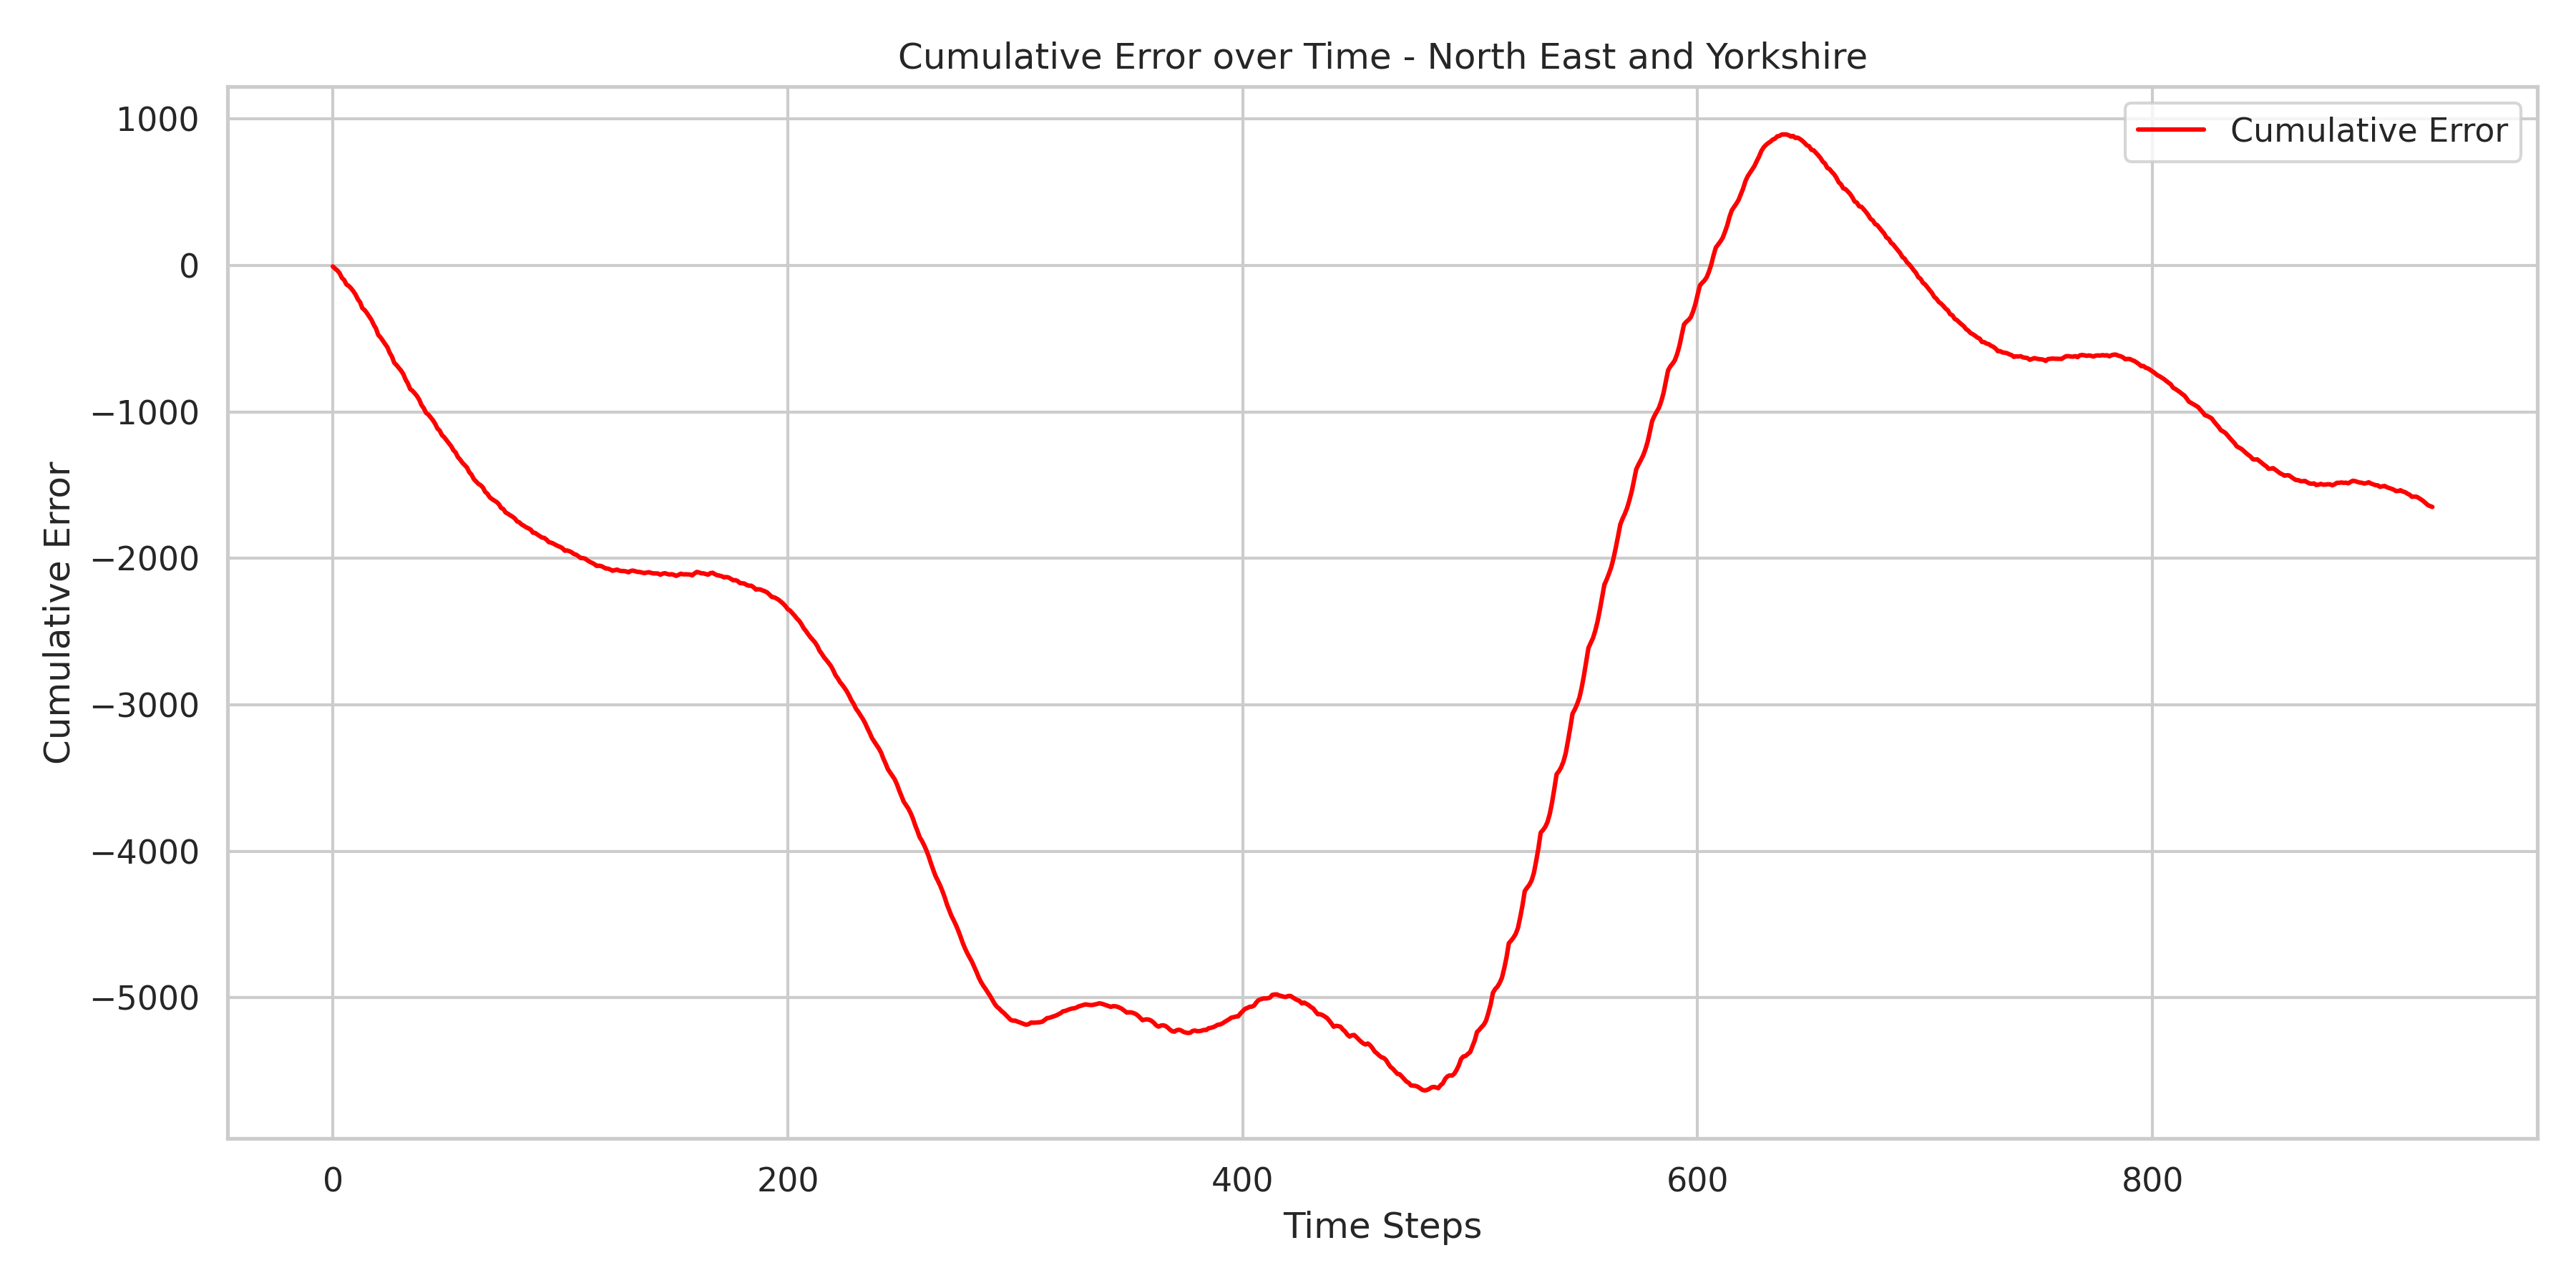 Cumulative Error over Time - North East and Yorkshire
Cumulative Error
1000
0
−1000
−2000
−3000
−4000
−5000
Cumulative Error
0 200 400 600 800
Time Steps